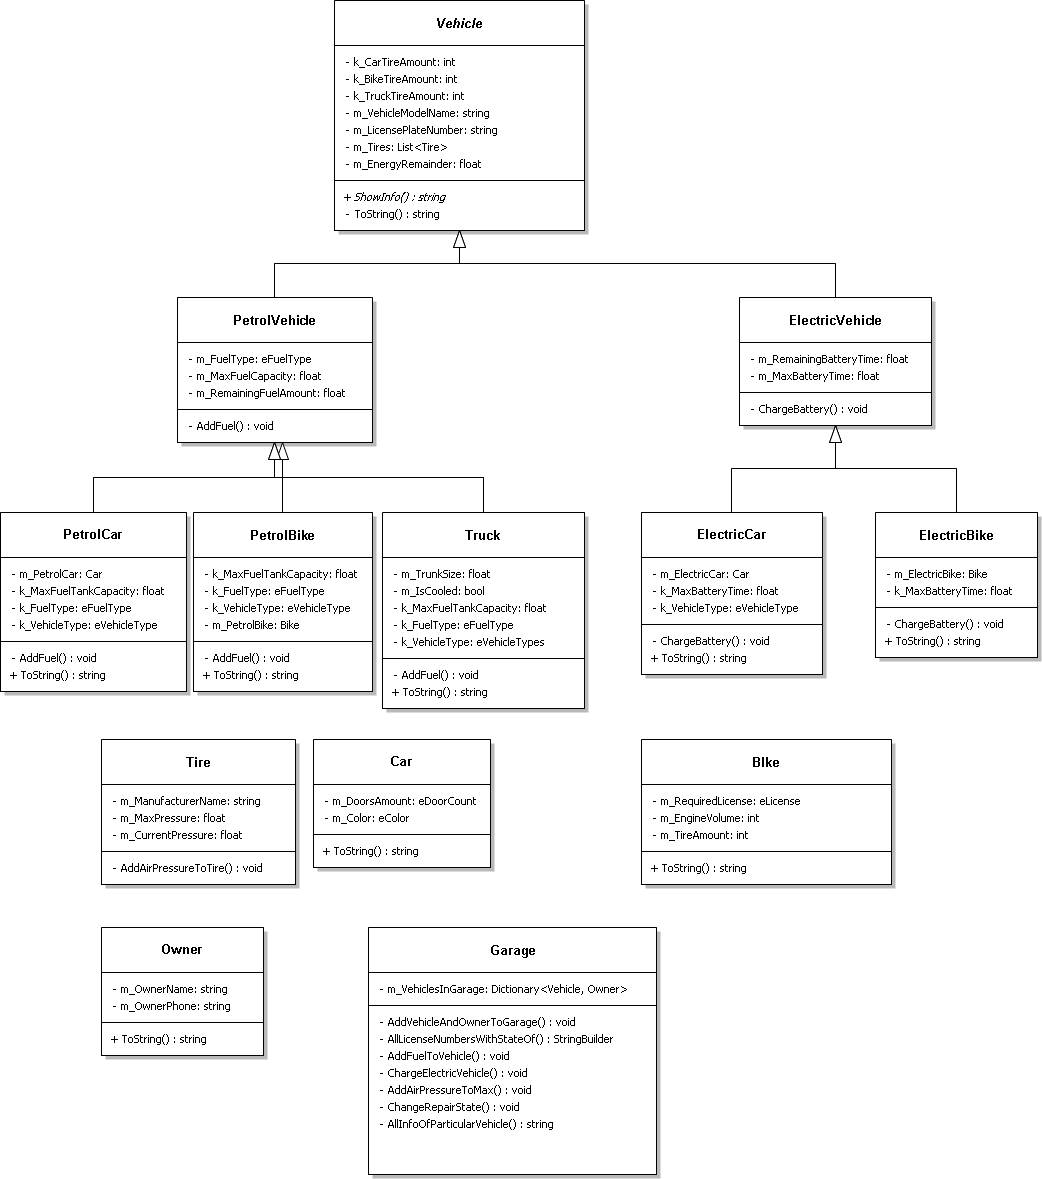 Vehicle
- k_CarTireAmount: int
- k_BikeTireAmount: int
- k_TruckTireAmount: int
- m_VehicleModelName: string
- m_LicensePlateNumber: string
- m_Tires: List<Tire>
- m_EnergyRemainder: float
+ ShowInfo() : string
- ToString() : string
PetrolVehicle
- m_FuelType: eFuelType
- m_MaxFuelCapacity: float
- m_RemainingFuelAmount: float
- AddFuel() : void
ElectricVehicle
- m_RemainingBatteryTime: float
- m_MaxBatteryTime: float
- ChargeBattery() : void
PetrolCar
- m_PetrolCar: Car
- k_MaxFuelTankCapacity: float
- k_FuelType: eFuelType
- k_VehicleType: eVehicleType
- AddFuel() : void
+ ToString() : string
PetrolBike
- k_MaxFuelTankCapacity: float
- k_FuelType: eFuelType
- k_VehicleType: eVehicleType
- m_PetrolBike: Bike
- AddFuel() : void
+ ToString() : string
Truck
- m_TrunkSize: float
- m_IsCooled: bool
- k_MaxFuelTankCapacity: float
- k_FuelType: eFuelType
- k_VehicleType: eVehicleTypes
- AddFuel() : void
+ ToString() : string
ElectricCar
- m_ElectricCar: Car
- k_MaxBatteryTime: float
- k_VehicleType: eVehicleType
- ChargeBattery() : void
+ ToString() : string
ElectricBike
- m_ElectricBike: Bike
- k_MaxBatteryTime: float
- ChargeBattery() : void
+ ToString() : string
Tire
- m_ManufacturerName: string
- m_MaxPressure: float
- m_CurrentPressure: float
- AddAirPressureToTire() : void
Car
- m_DoorsAmount: eDoorCount
- m_Color: eColor
+ ToString() : string
BIke
- m_RequiredLicense: eLicense
- m_EngineVolume: int
- m_TireAmount: int
+ ToString() : string
Owner
- m_OwnerName: string
- m_OwnerPhone: string
+ ToString() : string
Garage
- m_VehiclesInGarage: Dictionary<Vehicle, Owner>
- AddVehicleAndOwnerToGarage() : void
- AllLicenseNumbersWithStateOf() : StringBuilder
- AddFuelToVehicle() : void
- ChargeElectricVehicle() : void
- AddAirPressureToMax() : void
- ChangeRepairState() : void
- AllInfoOfParticularVehicle() : string